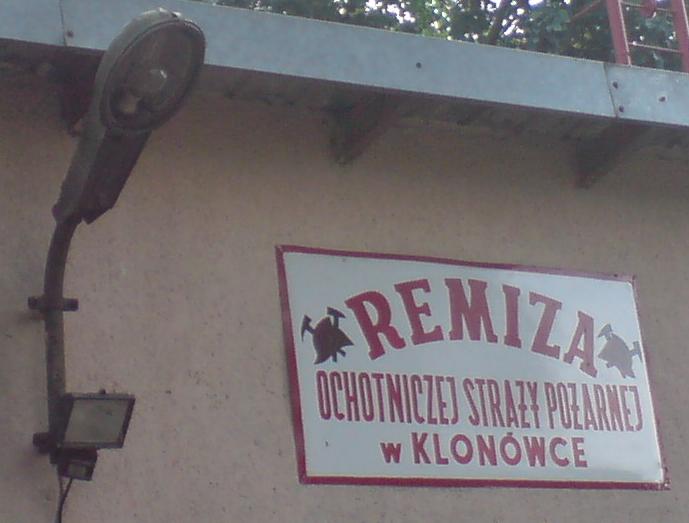 REMIZA
OCHOTNICZEJ STRAŻY POŻARNEJ
w KLONÓWCE